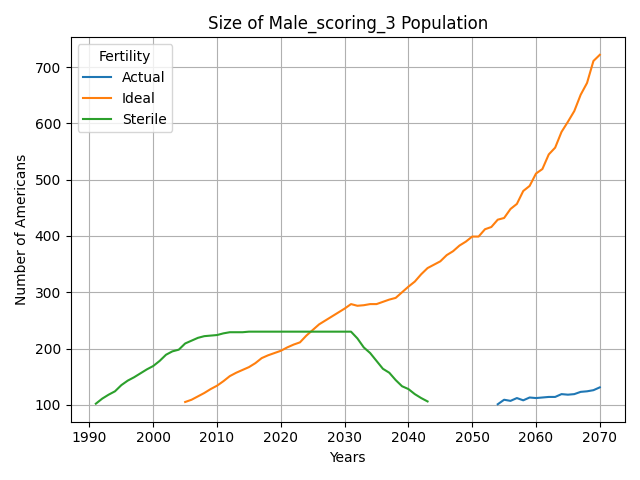 Size of Male_scoring_3 Population
Fertility
Actual
Ideal
Sterile
Number of Americans
700
600
500
400
300
200
100
1990 2000 2010 2020 2030 2040 2050 2060 2070
Years